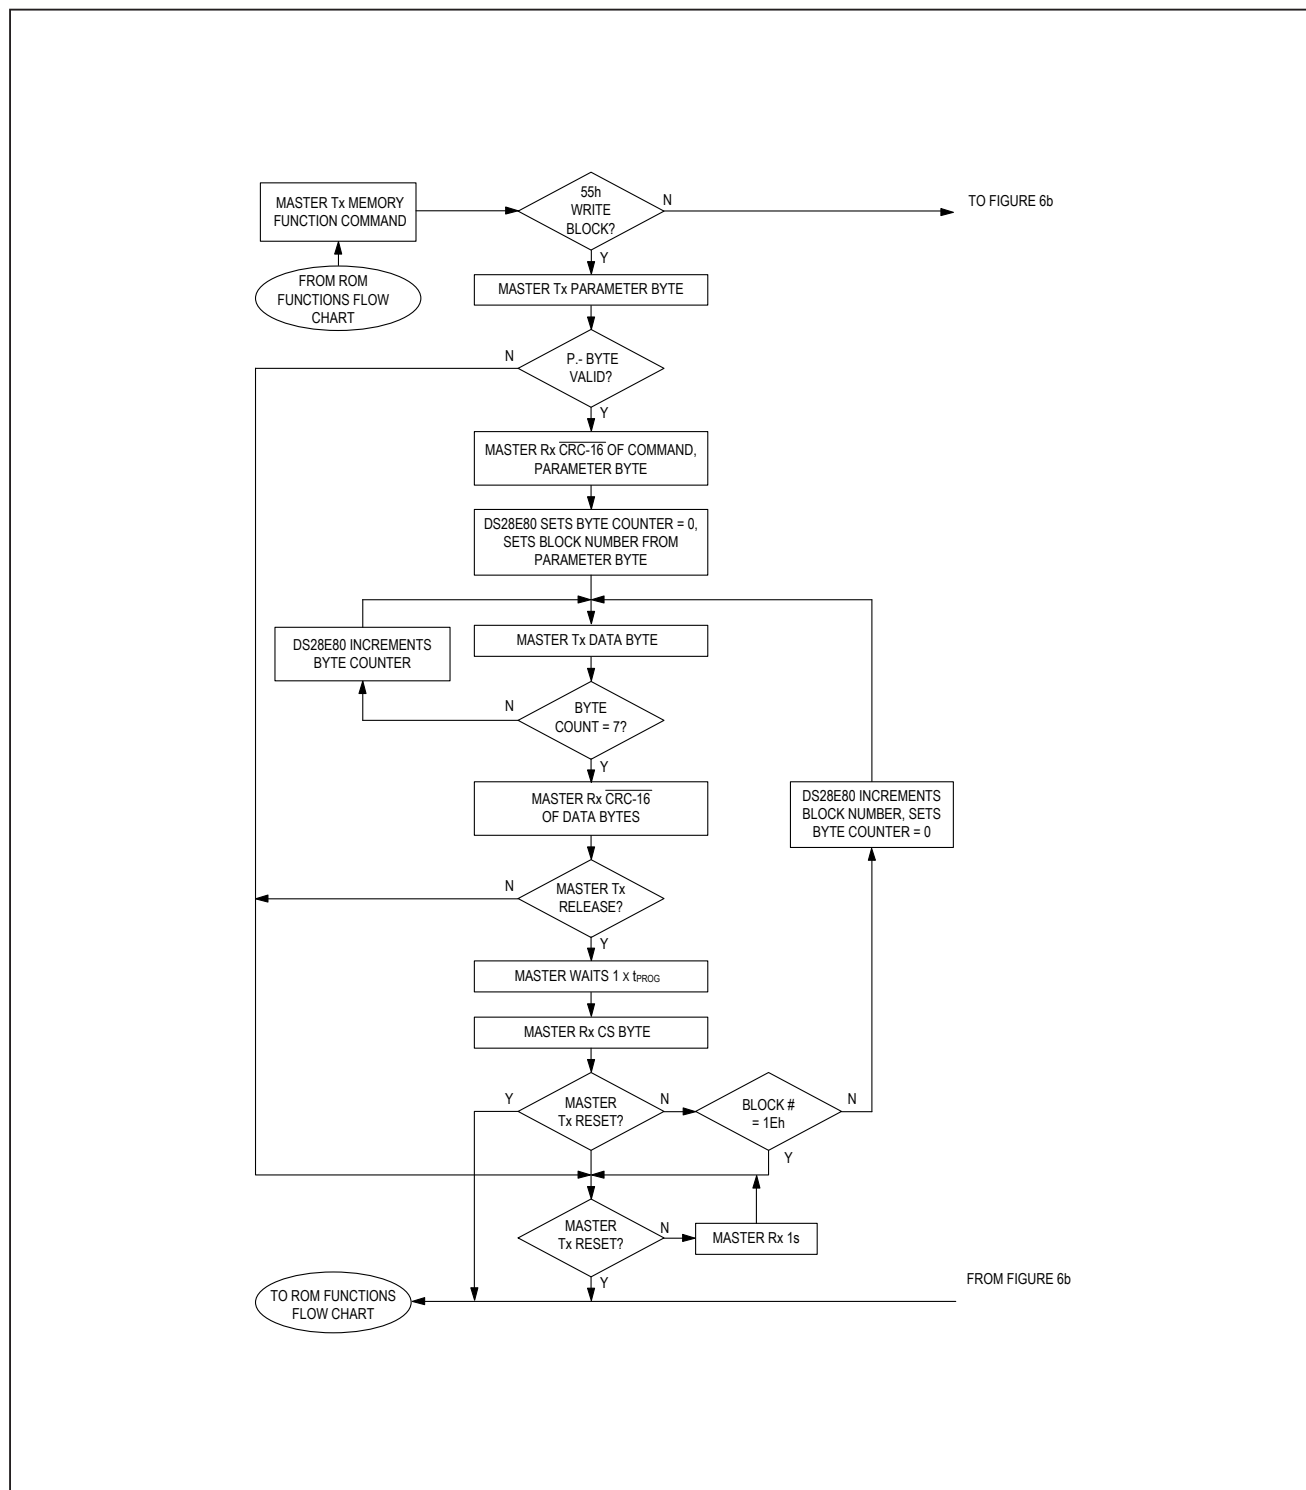 MASTER Tx MEMORY
FUNCTION COMMAND
55h
WRITE
BLOCK?
N
TO FIGURE 6b
Y
FROM ROM
FUNCTIONS FLOW
CHART
MASTER Tx PARAMETER BYTE
N
P.- BYTE
VALID?
Y
MASTER Rx CRC-16 OF COMMAND,
PARAMETER BYTE
DS28E80 SETS BYTE COUNTER = 0,
SETS BLOCK NUMBER FROM
PARAMETER BYTE
DS28E80 INCREMENTS
BYTE COUNTER
MASTER Tx DATA BYTE
N
BYTE
COUNT = 7?
Y
MASTER Rx CRC-16
OF DATA BYTES
DS28E80 INCREMENTS
BLOCK NUMBER, SETS
BYTE COUNTER = 0
N
MASTER Tx
RELEASE?
Y
MASTER WAITS 1 x tPROG
MASTER Rx CS BYTE
Y
MASTER
Tx RESET?
N
BLOCK #
= 1Eh
N
Y
MASTER
Tx RESET?
N
MASTER Rx 1s
Y
FROM FIGURE 6b
TO ROM FUNCTIONS
FLOW CHART